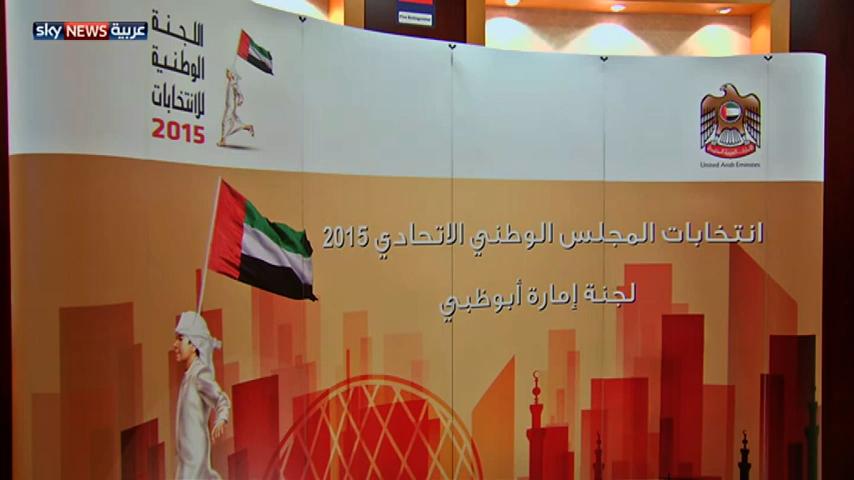 sky NEWS عربية
اللجنة
الوطنية
للانتخابات
2015
United Arab Emirates
انتخابات المجلس الوطني الاتحادي 2015
لجنة إمارة أبوظبي